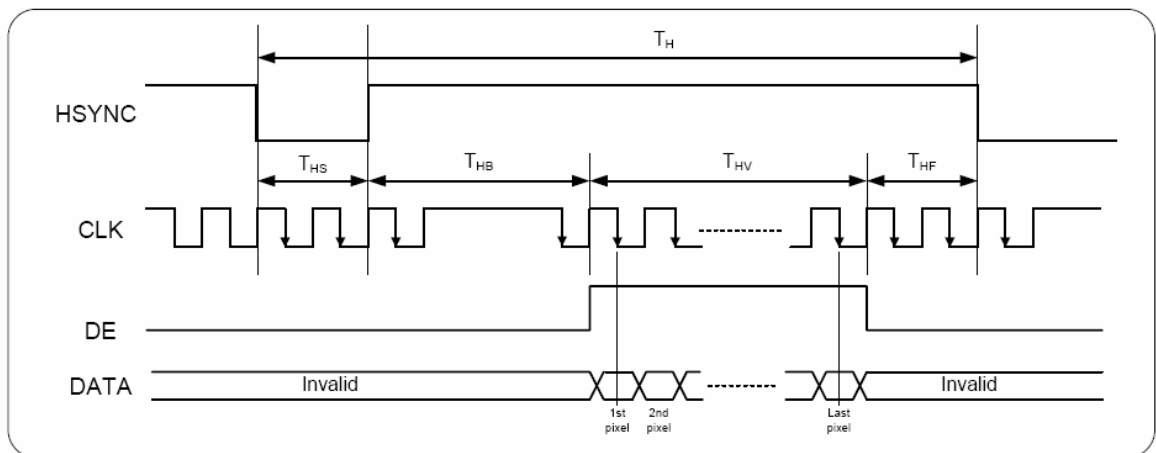 TH
HSYNC
THS THB THV THF
CLK
DE
DATA Invalid Invalid
1st pixel 2nd pixel Last pixel